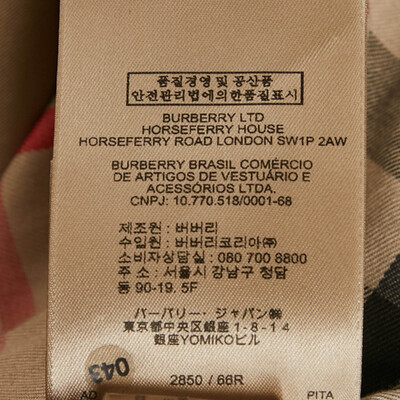 품질경영 및 공산품
안전관리법에의한품질표시
BURBERRY LTD
HORSEFERRY HOUSE
HORSEFERRY ROAD LONDON SW1P 2AW
BURBERRY BRASIL COMÉRCIO
DE ARTIGOS DE VESTUÁRIO E
ACESSÓRIOS LTDA.
CNPJ: 10.770.518/0001-68
제조원 : 버버리
수입원 : 버버리코리아㈜
소비자상담실 : 080 700 8800
주소 : 서울시 강남구 청담
동 90-19. 5F
バーバリー・ジャパン㈱
東京都中央区銀座1-8-14
銀座YOMIKOビル
043
2850 / 66R
AD PITA